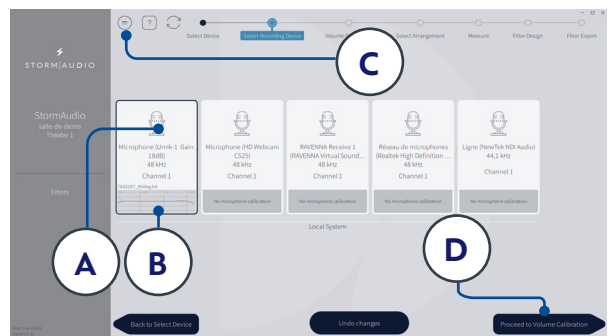 ?
Select Device
Select Recording Device
Select Arrangement
Measure
Filter Design
Filter Export
C
STORM|AUDIO
StormAudio
salle-de-demo
Theater 1
Filters
Microphone (Umik-1 Gain:
18dB)
48 kHz
Channel 1
Microphone (HD Webcam
C525)
48 kHz
Channel 1
No microphone calibration
RAVENNA Receive 1
(RAVENNA Virtual Sound...
48 kHz
Channel 1
No microphone calibration
Réseau de microphones
(Realtek High Definition ...
48 kHz
Channel 1
No microphone calibration
Ligne (NewTek NDI Audio)
44,1 kHz
Channel 1
No microphone calibration
A
B
Local System
D
Back to Select Device
Undo changes
Proceed to Volume Calibration